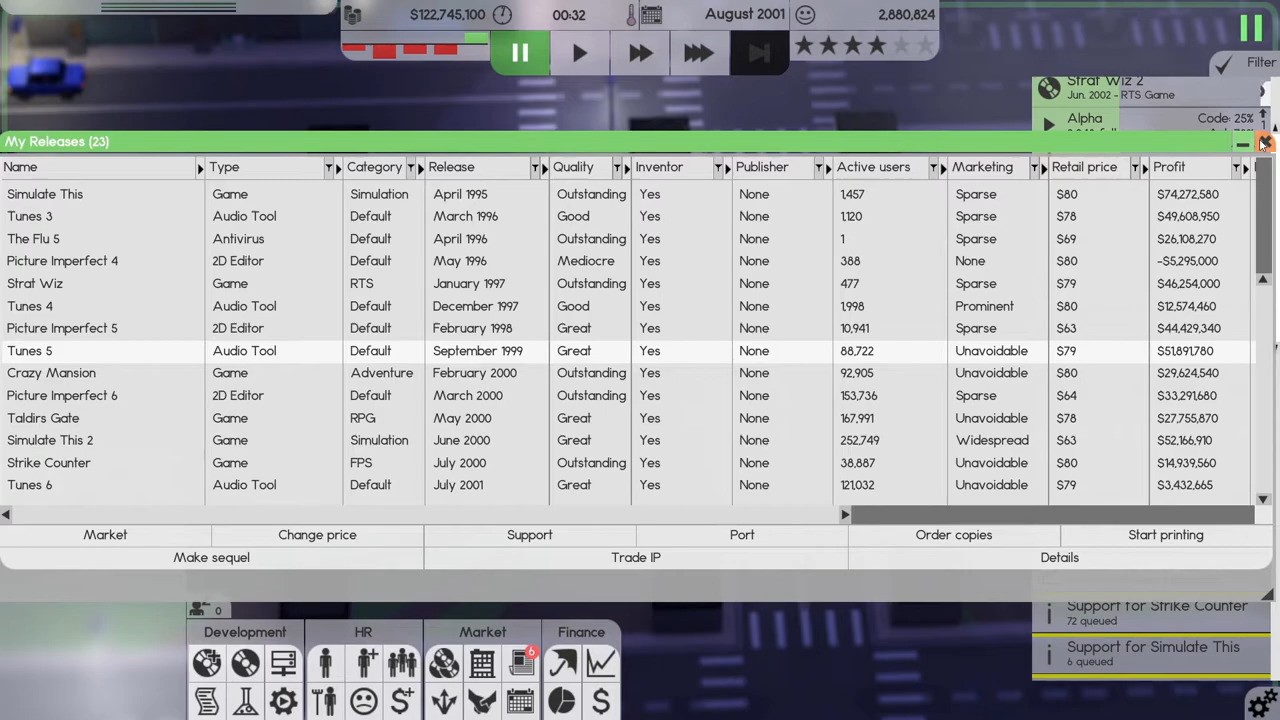 $122,745,100 00:32 August 2001 2,880,824
Filter
Strat Wiz 2
Jun. 2002 - RTS Game
Alpha Code: 25%
My Releases (23)
Name Type Category Release Quality Inventor Publisher Active users Marketing Retail price Profit
Simulate This Game Simulation April 1995 Outstanding Yes None 1,457 Sparse $80 $74,272,580
Tunes 3 Audio Tool Default March 1996 Good Yes None 1,120 Sparse $78 $49,608,950
The Flu 5 Antivirus Default April 1996 Outstanding Yes None 1 Sparse $69 $26,108,270
Picture Imperfect 4 2D Editor Default May 1996 Mediocre Yes None 388 None $80 -$5,295,000
Strat Wiz Game RTS January 1997 Outstanding Yes None 477 Sparse $79 $46,254,000
Tunes 4 Audio Tool Default December 1997 Good Yes None 1,998 Prominent $80 $12,574,460
Picture Imperfect 5 2D Editor Default February 1998 Great Yes None 10,941 Sparse $63 $44,429,340
Tunes 5 Audio Tool Default September 1999 Great Yes None 88,722 Unavoidable $79 $51,891,780
Crazy Mansion Game Adventure February 2000 Outstanding Yes None 92,905 Unavoidable $80 $29,624,540
Picture Imperfect 6 2D Editor Default March 2000 Outstanding Yes None 153,736 Sparse $64 $33,291,680
Taldirs Gate Game RPG May 2000 Great Yes None 167,991 Unavoidable $78 $27,755,870
Simulate This 2 Game Simulation June 2000 Great Yes None 252,749 Widespread $63 $52,166,910
Strike Counter Game FPS July 2000 Outstanding Yes None 38,887 Unavoidable $80 $14,939,560
Tunes 6 Audio Tool Default July 2001 Great Yes None 121,032 Unavoidable $79 $3,432,665
Market Change price Support Port Order copies Start printing
Make sequel Trade IP Details
0
Support for Strike Counter
72 queued
Support for Simulate This
6 queued
Development HR Market Finance
6